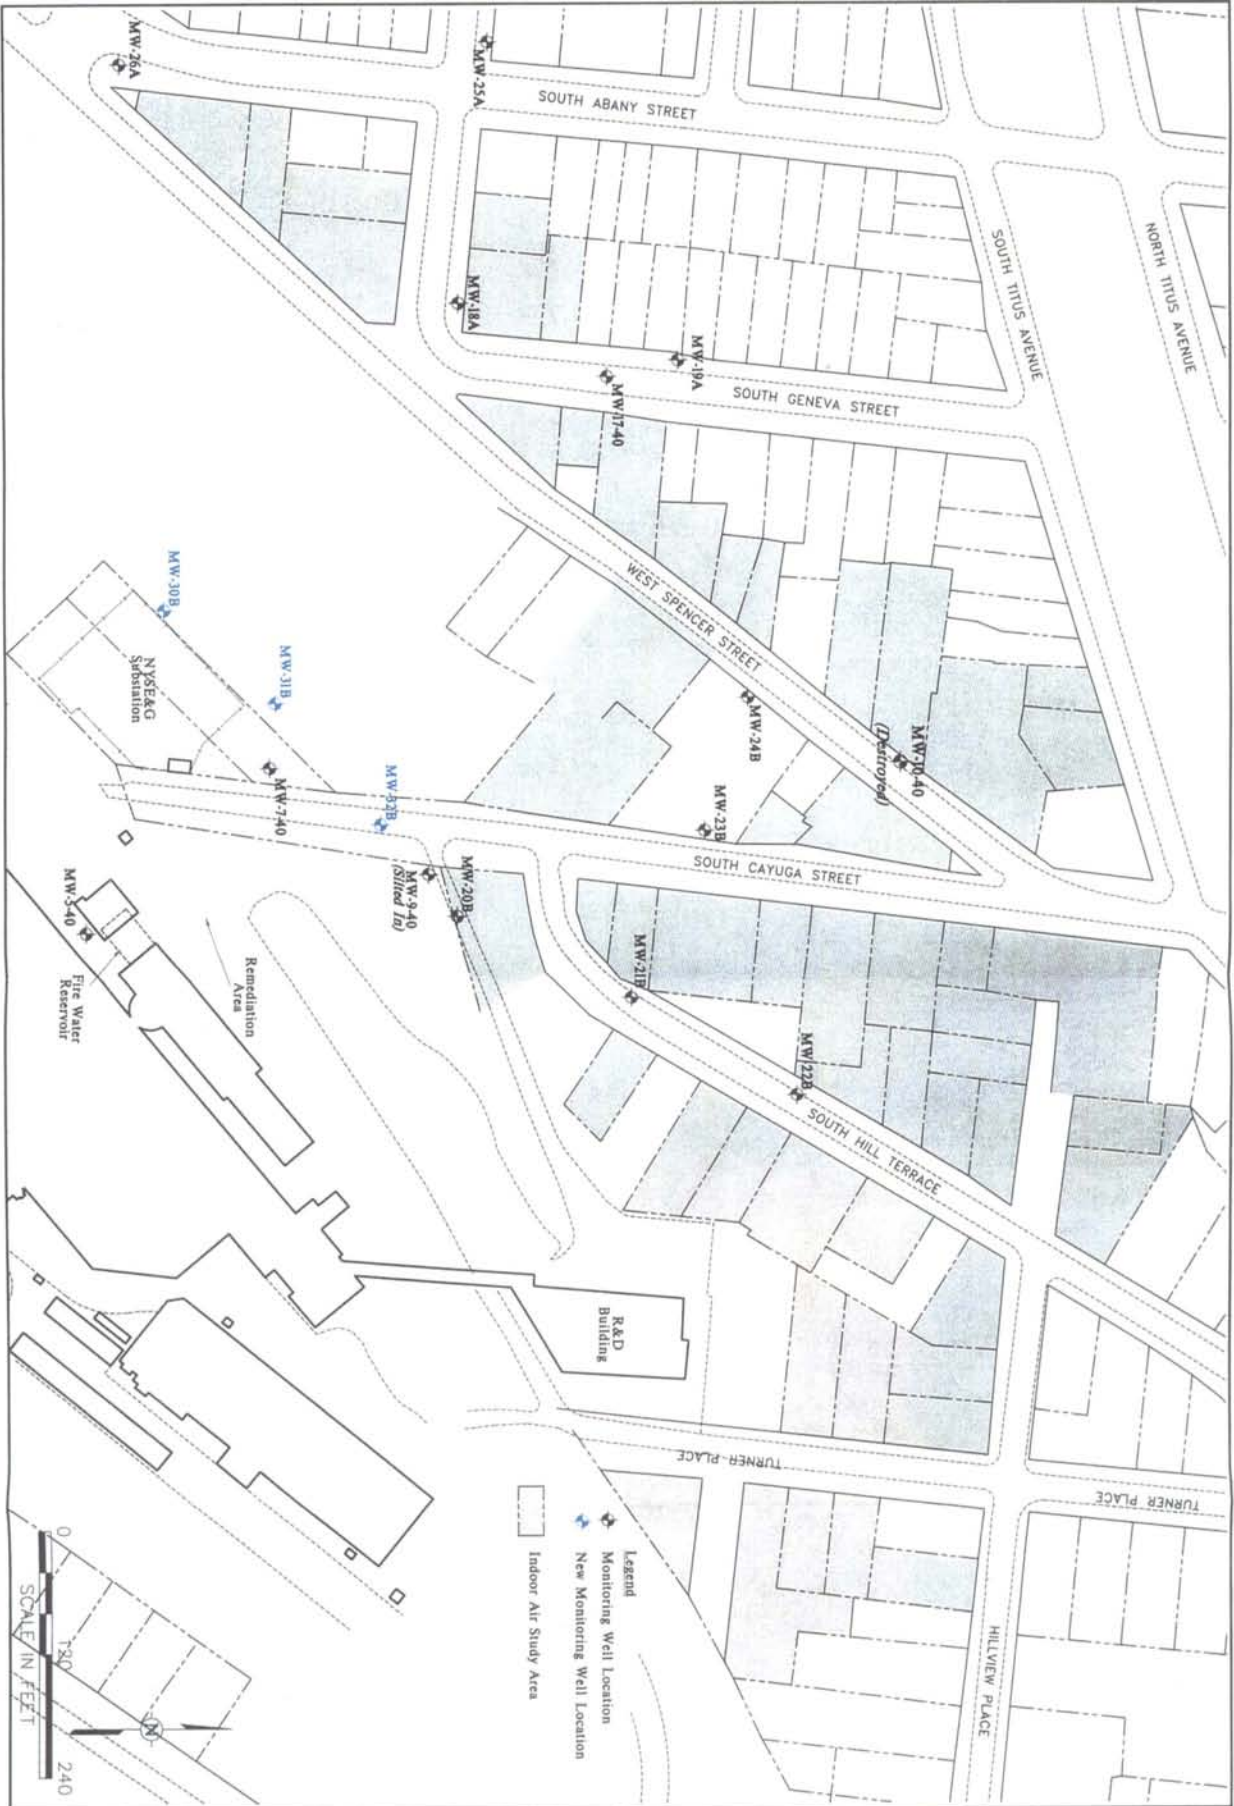 MW-26A
MW-25A
SOUTH ABANY STREET
NORTH TITUS AVENUE
SOUTH TITUS AVENUE
MW-18A
MW-19A
SOUTH GENEVA STREET
MW-17-40
WEST SPENCER STREET
MW-30B
MW-31B
NYSE&G
Substation
MW-24B
MW-10-40
(Destroyed)
MW-7-40
MW-32B
MW-23B
SOUTH CAYUGA STREET
MW-20B
MW-9-40
(Silted In)
MW-5-40
MW-21B
Remediation
Area
Fire Water
Reservoir
MW-22B
SOUTH HILL TERRACE
R&D
Building
TURNER PLACE
TURNER PLACE
HILLVIEW PLACE
Legend
Monitoring Well Location
New Monitoring Well Location
Indoor Air Study Area
N
0
120
240
SCALE IN FEET